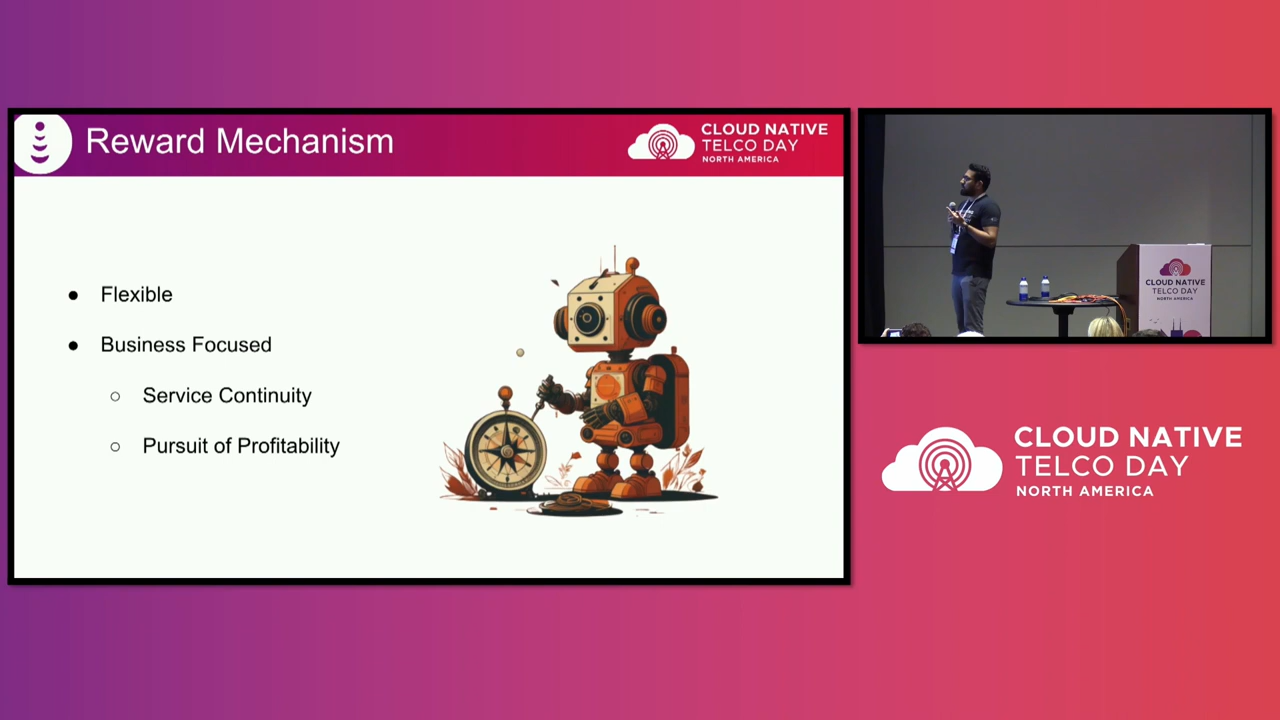 Reward Mechanism
CLOUD NATIVE
TELCO DAY
NORTH AMERICA
● Flexible
● Business Focused
○ Service Continuity
○ Pursuit of Profitability
CLOUD NATIVE
TELCO DAY
NORTH AMERICA
CLOUD NATIVE
TELCO DAY
NORTH AMERICA